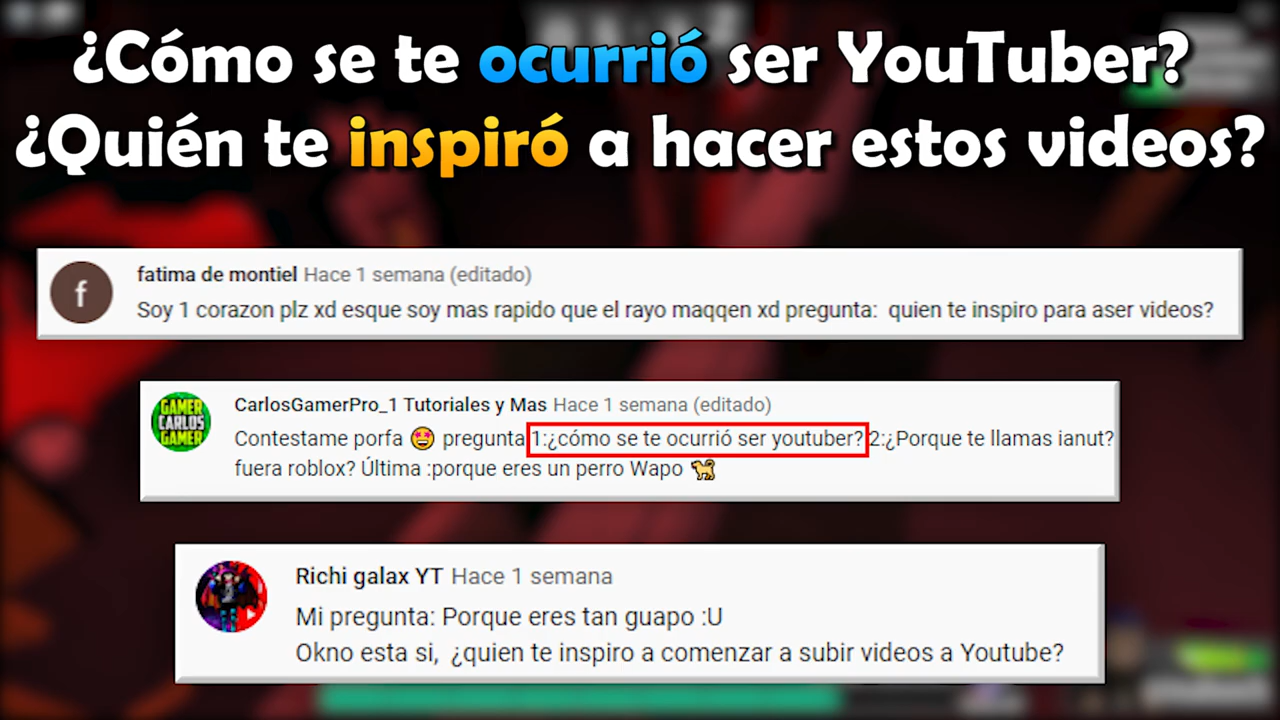 ¿Cómo se te ocurrió ser YouTuber?
¿Quién te inspiró a hacer estos videos?
f
fatima de montiel Hace 1 semana (editado)
Soy 1 corazon plz xd esque soy mas rapido que el rayo maqqen xd pregunta: quien te inspiro para aser videos?
GAMER
CARLOS
GAMER
CarlosGamerPro_1 Tutoriales y Mas Hace 1 semana (editado)
Contestame porfa 🤩 pregunta 1:¿cómo se te ocurrió ser youtuber? 2:¿Porque te llamas ianut?
fuera roblox? Última :porque eres un perro Wapo 🐕
Richi galax YT Hace 1 semana
Mi pregunta: Porque eres tan guapo :U
Okno esta si, ¿quien te inspiro a comenzar a subir videos a Youtube?